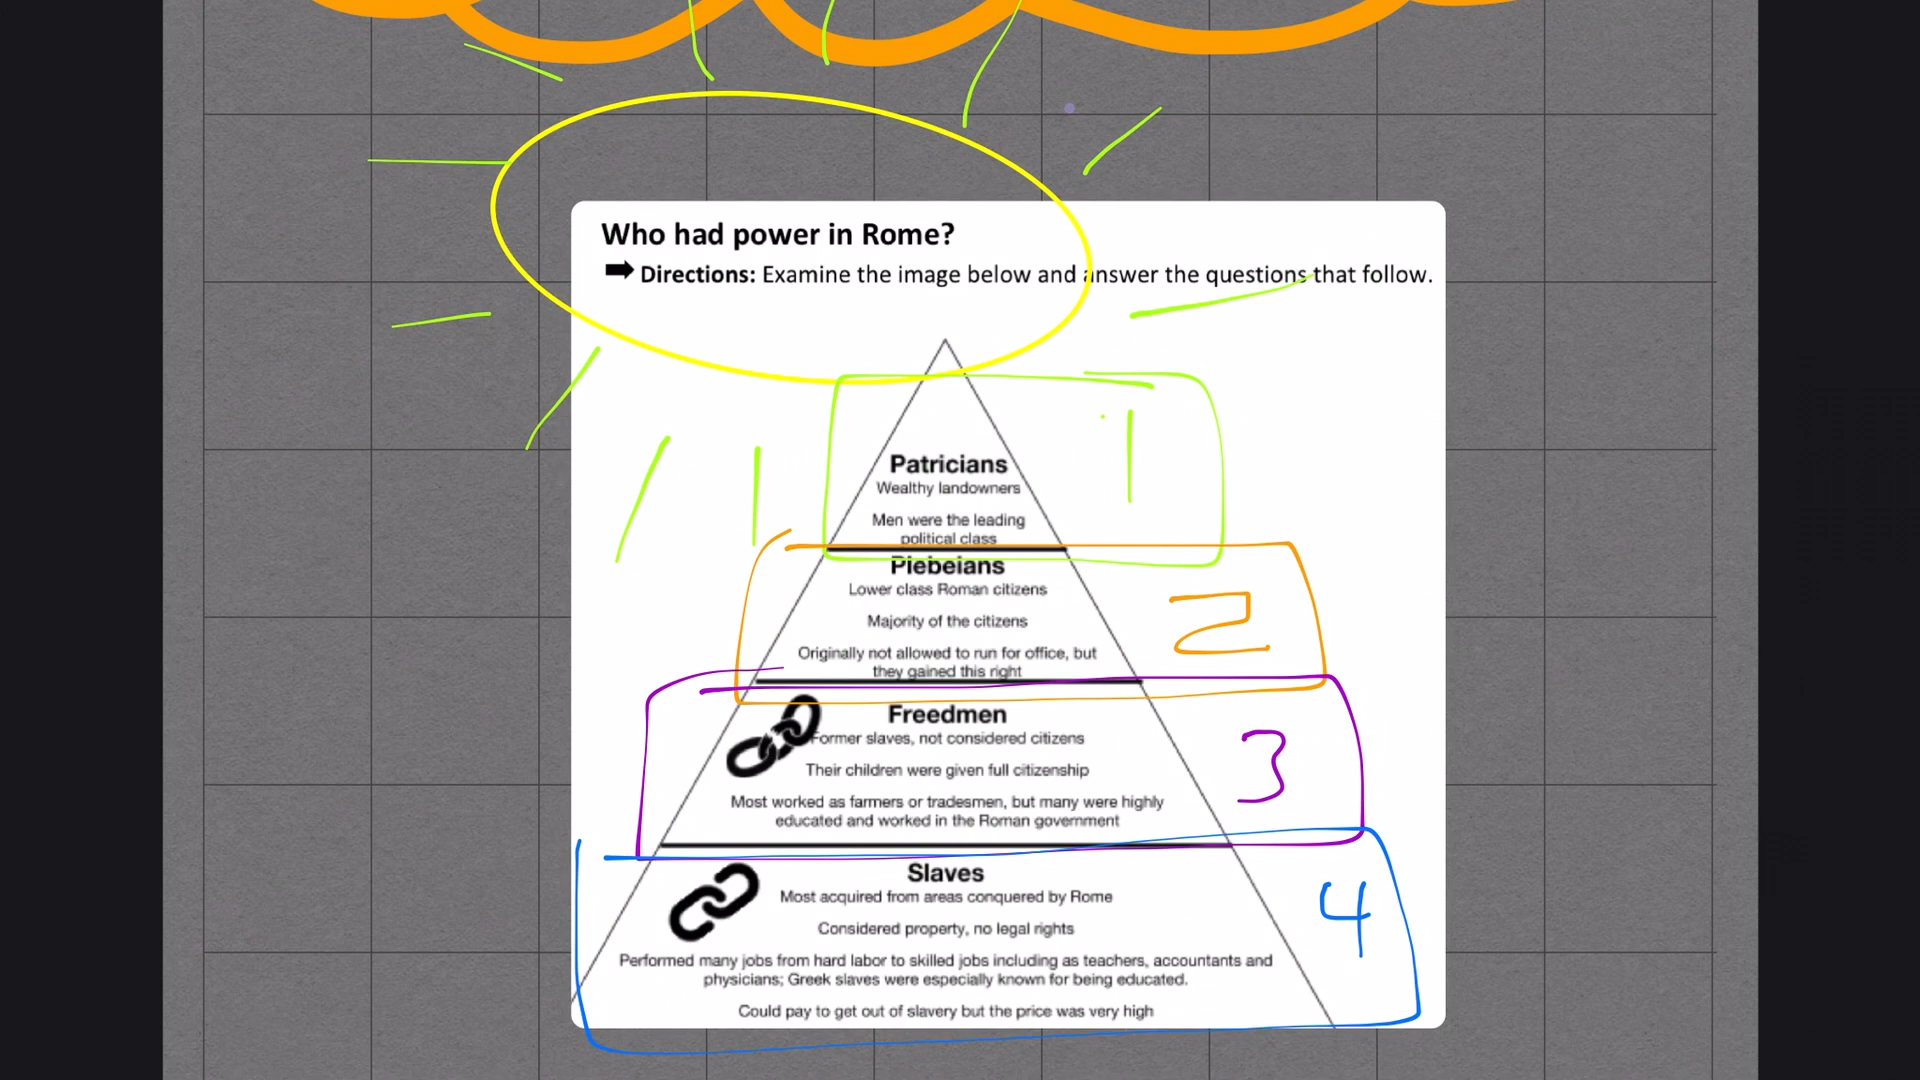 Who had power in Rome?
➡ Directions: Examine the image below and answer the questions that follow.
Patricians
Wealthy landowners
Men were the leading
political class
1
Plebeians
Lower class Roman citizens
Majority of the citizens
Originally not allowed to run for office, but
they gained this right
2
Freedmen
Former slaves, not considered citizens
Their children were given full citizenship
Most worked as farmers or tradesmen, but many were highly
educated and worked in the Roman government
3
Slaves
Most acquired from areas conquered by Rome
Considered property, no legal rights
Performed many jobs from hard labor to skilled jobs including as teachers, accountants and
physicians; Greek slaves were especially known for being educated.
Could pay to get out of slavery but the price was very high
4